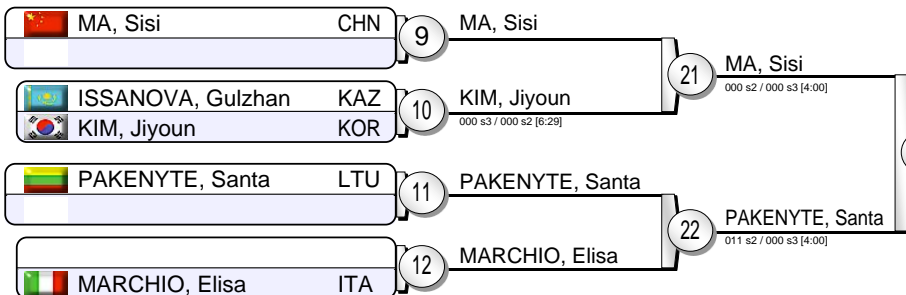 MA, Sisi CHN
9
MA, Sisi
21
MA, Sisi
000 s2 / 000 s3 [4:00]
ISSANOVA, Gulzhan KAZ
KIM, Jiyoun KOR
10
KIM, Jiyoun
000 s3 / 000 s2 [6:29]
PAKENYTE, Santa LTU
11
PAKENYTE, Santa
22
PAKENYTE, Santa
011 s2 / 000 s3 [4:00]
MARCHIO, Elisa ITA
12
MARCHIO, Elisa